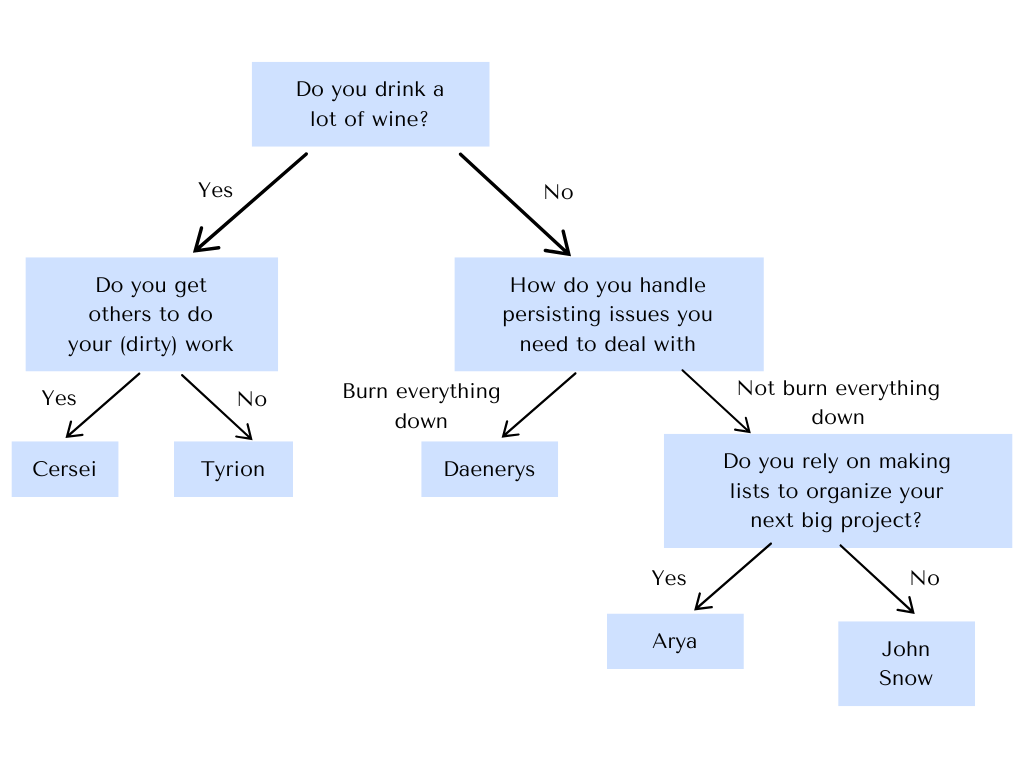 Do you drink a
lot of wine?
Yes
No
Do you get
others to do
your (dirty) work
How do you handle
persisting issues you
need to deal with
Yes
No
Burn everything
down
Not burn everything
down
Cersei
Tyrion
Daenerys
Do you rely on making
lists to organize your
next big project?
Yes
No
Arya
John
Snow